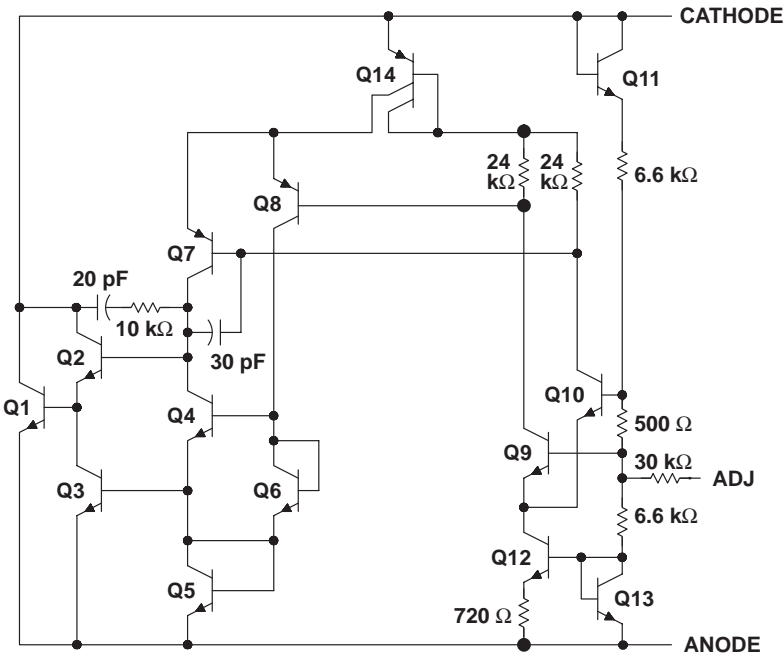 CATHODE
Q14
Q11
24
kΩ
24
kΩ
6.6 kΩ
Q8
Q7
20 pF
10 kΩ
30 pF
Q2
Q1
Q4
Q10
500 Ω
Q9
30 kΩ
ADJ
Q3
Q6
6.6 kΩ
Q12
Q5
Q13
720 Ω
ANODE